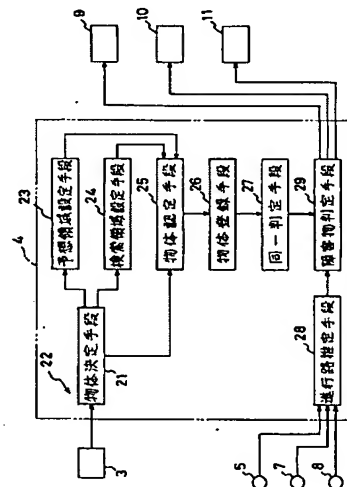 9
10
11
4
23
予想領域設定手段
24
検索領域設定手段
25
物体認定手段
26
物体登録手段
27
同一判定手段
29
障害物判定手段
22
物体決定手段
21
28
進行路推定手段
3
5
7
8